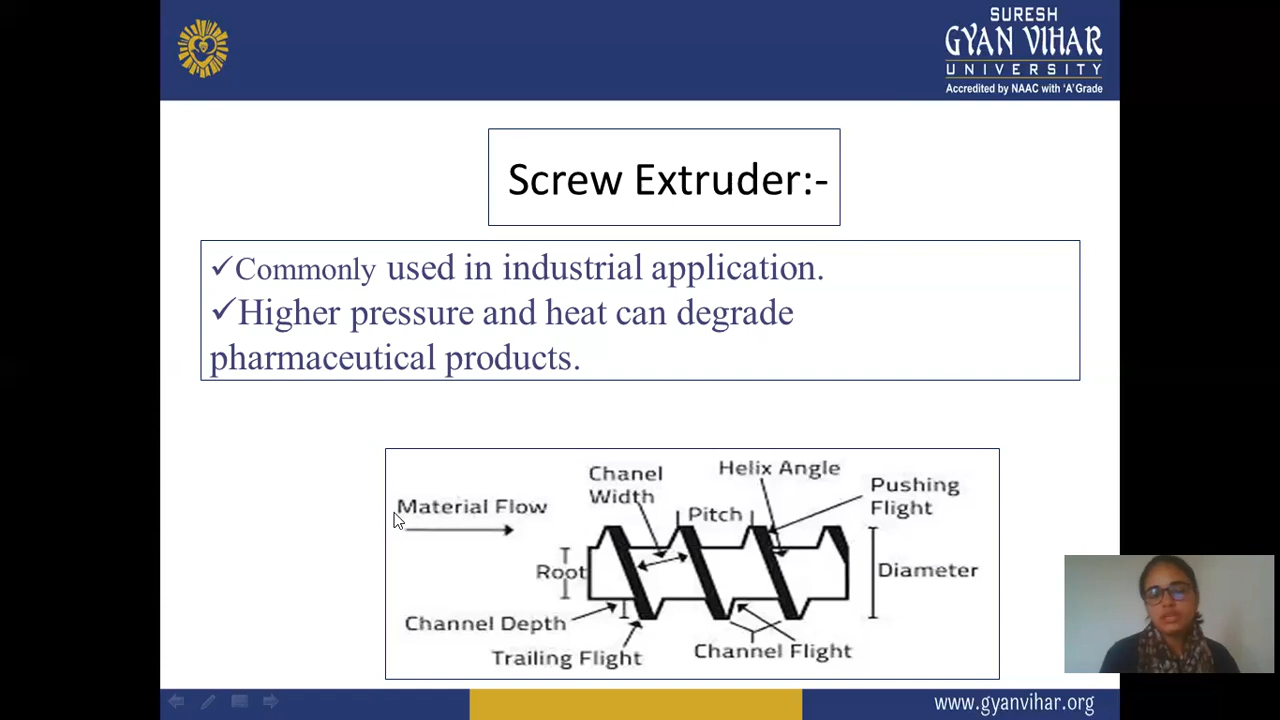 SURESH
GYAN VIHAR
UNIVERSITY
Accredited by NAAC with 'A' Grade
Screw Extruder:-
✓Commonly used in industrial application.
✓Higher pressure and heat can degrade
pharmaceutical products.
Material Flow
Chanel
Width
Pitch
Helix Angle
Pushing
Flight
Root
Diameter
Channel Depth
Trailing Flight
Channel Flight
www.gyanvihar.org